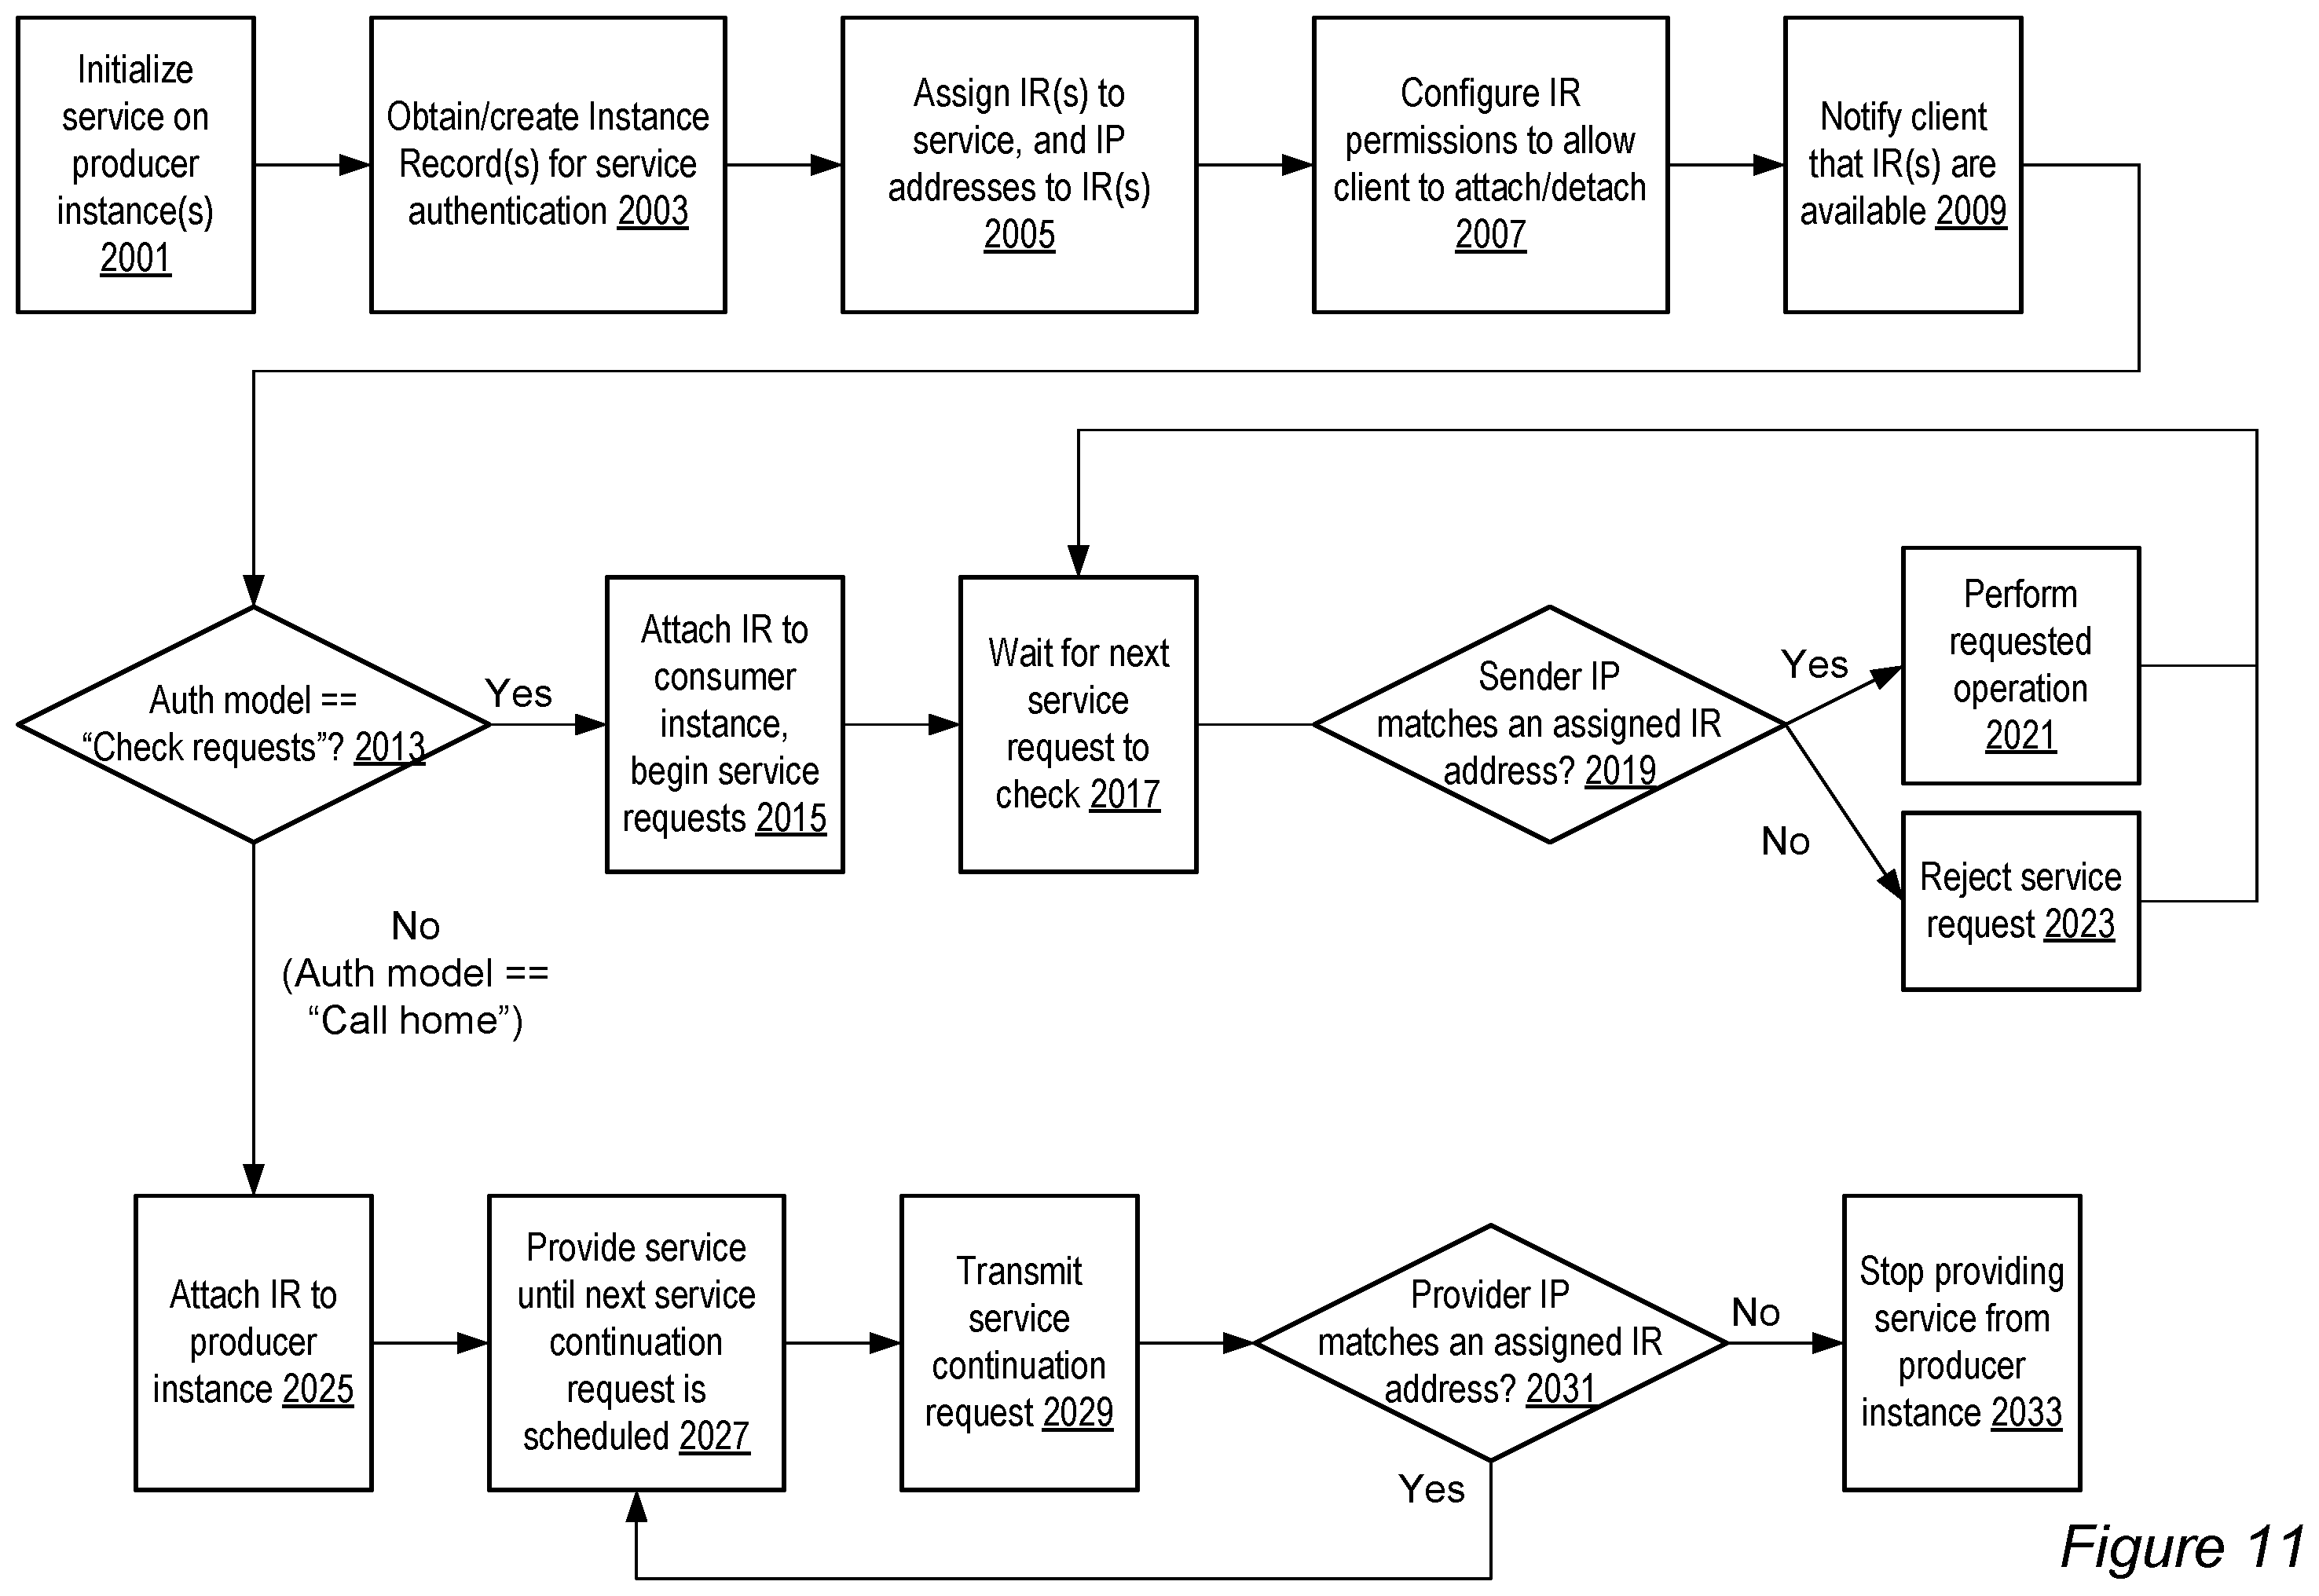 Initialize
service on
producer
instance(s)
2001
Obtain/create Instance
Record(s) for service
authentication 2003
Assign IR(s) to
service, and IP
addresses to IR(s)
2005
Configure IR
permissions to allow
client to attach/detach
2007
Notify client
that IR(s) are
available 2009
Auth model ==
“Check requests”? 2013
Yes
Attach IR to
consumer
instance,
begin service
requests 2015
Wait for next
service
request to
check 2017
Sender IP
matches an assigned IR
address? 2019
Yes
Perform
requested
operation
2021
No
Reject service
request 2023
No
(Auth model ==
“Call home”)
Attach IR to
producer
instance 2025
Provide service
until next service
continuation
request is
scheduled 2027
Transmit
service
continuation
request 2029
Provider IP
matches an assigned IR
address? 2031
No
Stop providing
service from
producer
instance 2033
Yes
Figure 11